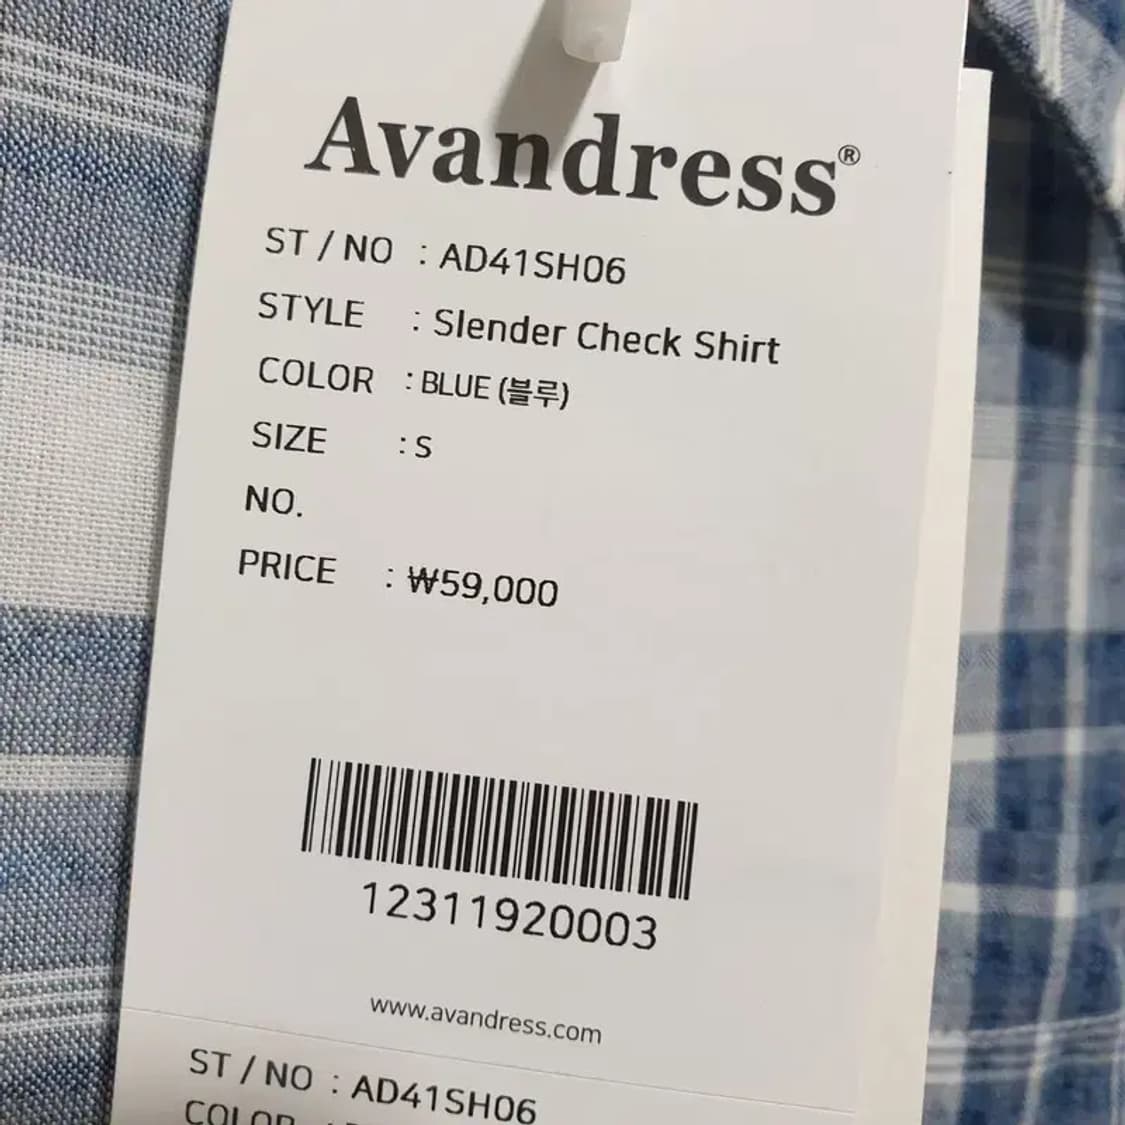 Avandress®
ST / NO : AD41SH06
STYLE : Slender Check Shirt
COLOR : BLUE (블루)
SIZE : S
NO.
PRICE : ₩59,000
12311920003
www.avandress.com
ST / NO : AD41SH06
COLOR :